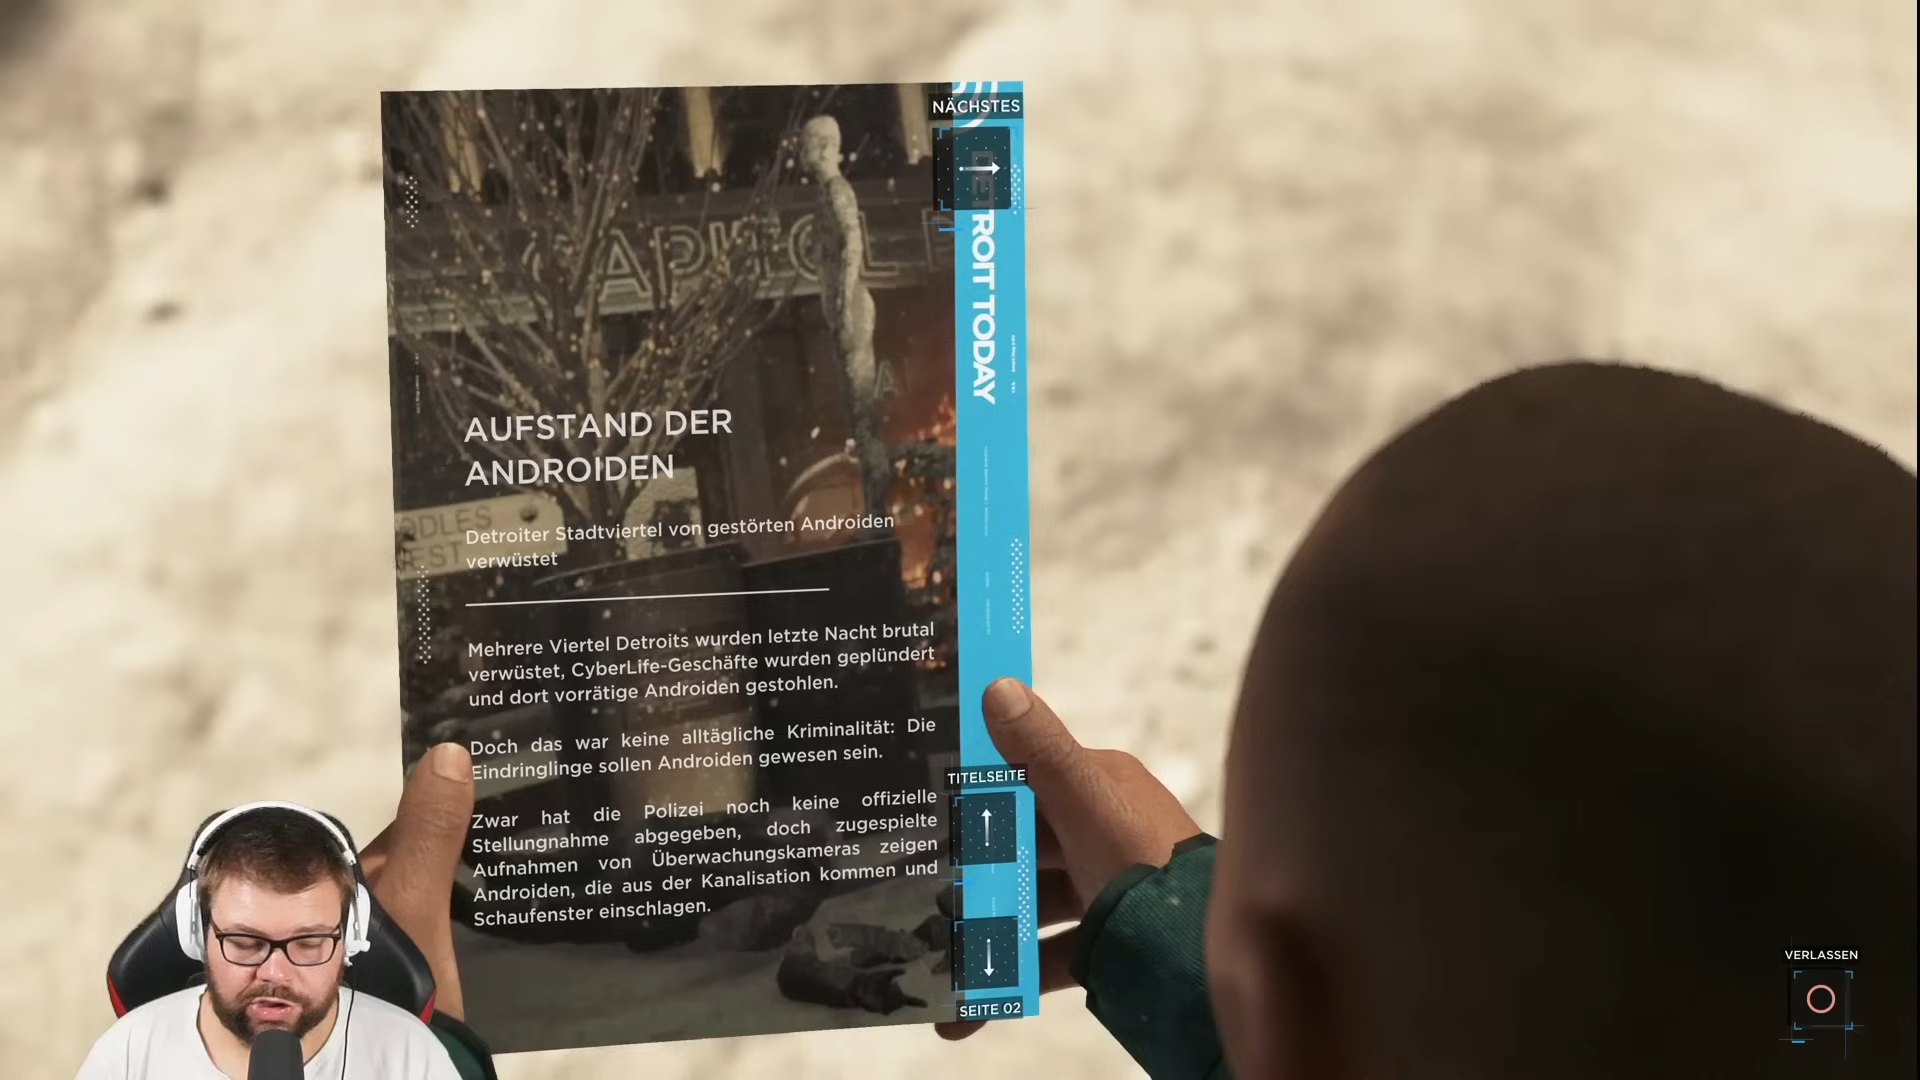 NÄCHSTES
CAPITOL
DETROIT TODAY
AUFSTAND DER
ANDROIDEN
Detroiter Stadtviertel von gestörten Androiden
verwüstet
Mehrere Viertel Detroits wurden letzte Nacht brutal
verwüstet, CyberLife-Geschäfte wurden geplündert
und dort vorrätige Androiden gestohlen.
Doch das war keine alltägliche Kriminalität: Die
Eindringlinge sollen Androiden gewesen sein.
Zwar hat die Polizei noch keine offizielle
Stellungnahme abgegeben, doch zugespielte
Aufnahmen von Überwachungskameras zeigen
Androiden, die aus der Kanalisation kommen und
Schaufenster einschlagen.
TITELSEITE
SEITE 02
VERLASSEN